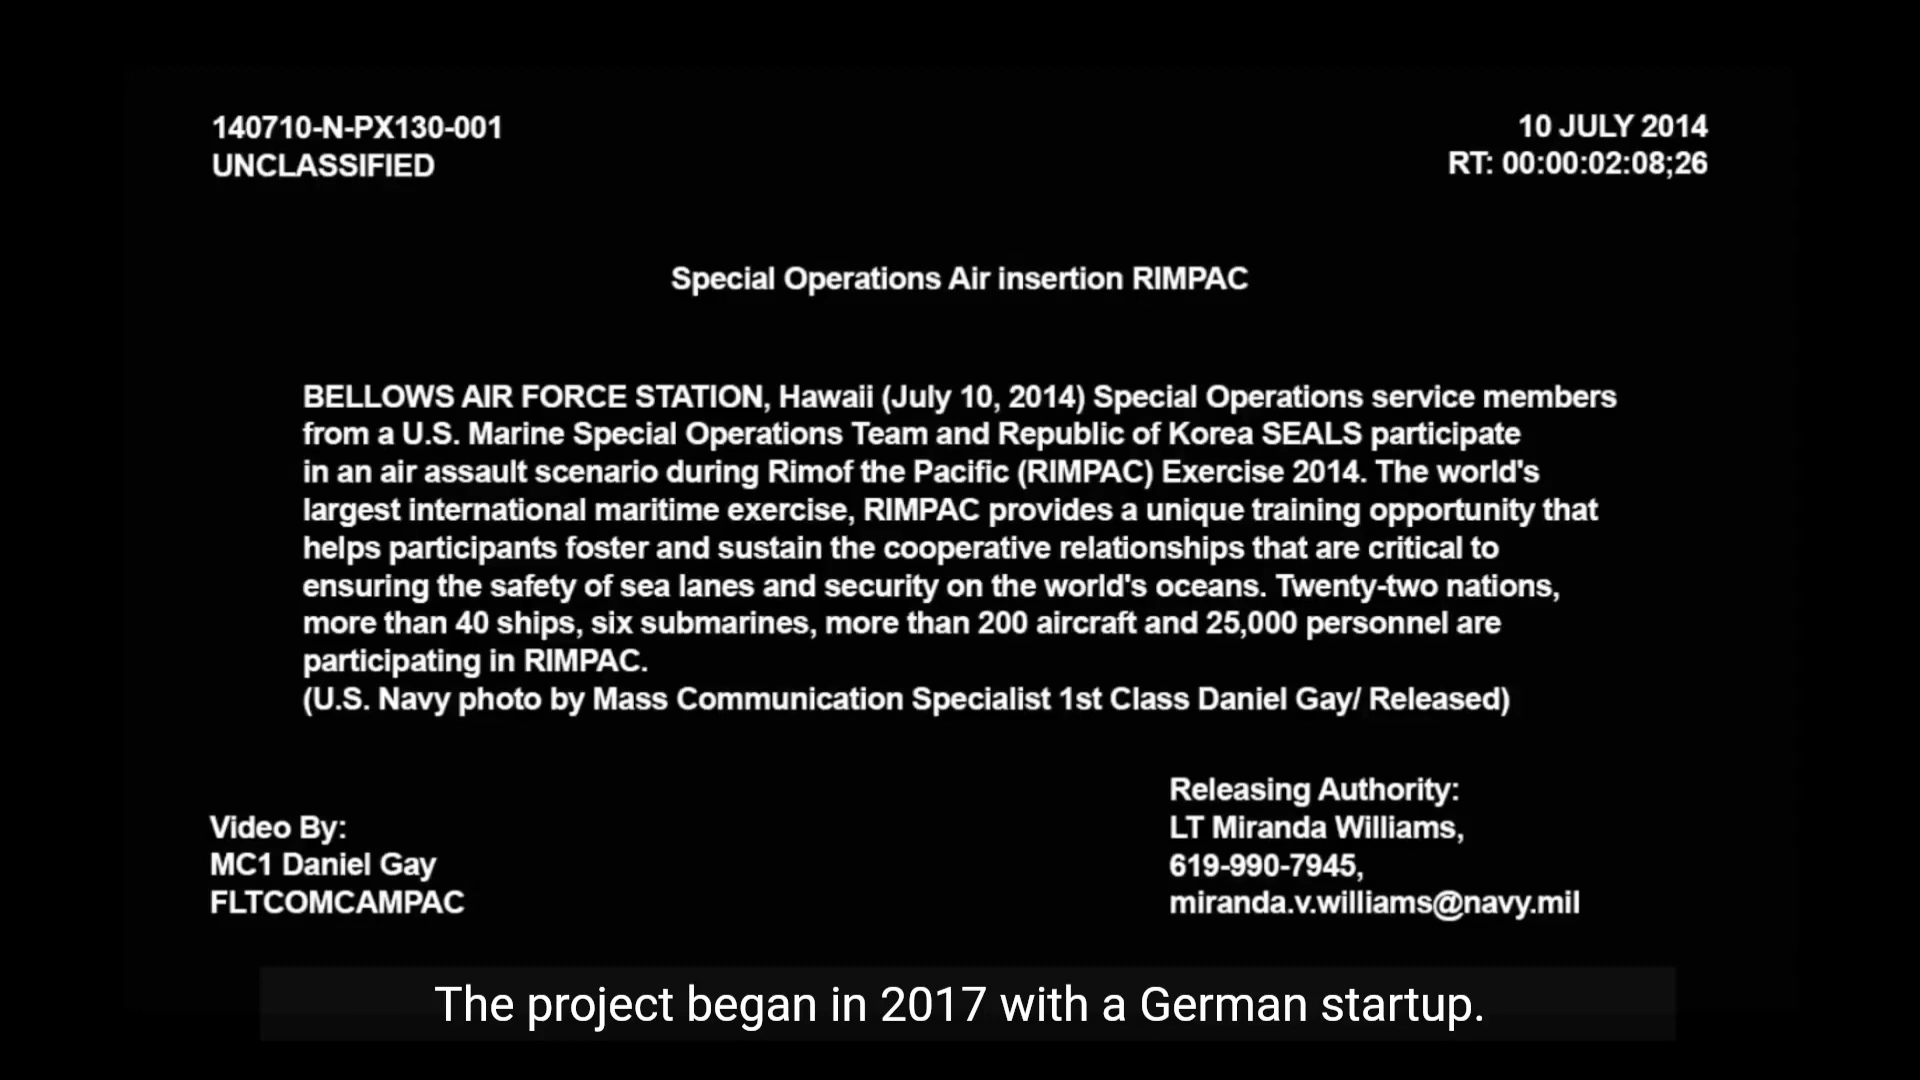 140710-N-PX130-001
UNCLASSIFIED
10 JULY 2014
RT: 00:00:02:08;26
Special Operations Air insertion RIMPAC
BELLOWS AIR FORCE STATION, Hawaii (July 10, 2014) Special Operations service members
from a U.S. Marine Special Operations Team and Republic of Korea SEALS participate
in an air assault scenario during Rimof the Pacific (RIMPAC) Exercise 2014. The world's
largest international maritime exercise, RIMPAC provides a unique training opportunity that
helps participants foster and sustain the cooperative relationships that are critical to
ensuring the safety of sea lanes and security on the world's oceans. Twenty-two nations,
more than 40 ships, six submarines, more than 200 aircraft and 25,000 personnel are
participating in RIMPAC.
(U.S. Navy photo by Mass Communication Specialist 1st Class Daniel Gay/ Released)
Video By:
MC1 Daniel Gay
FLTCOMCAMPAC
Releasing Authority:
LT Miranda Williams,
619-990-7945,
miranda.v.williams@navy.mil
The project began in 2017 with a German startup.